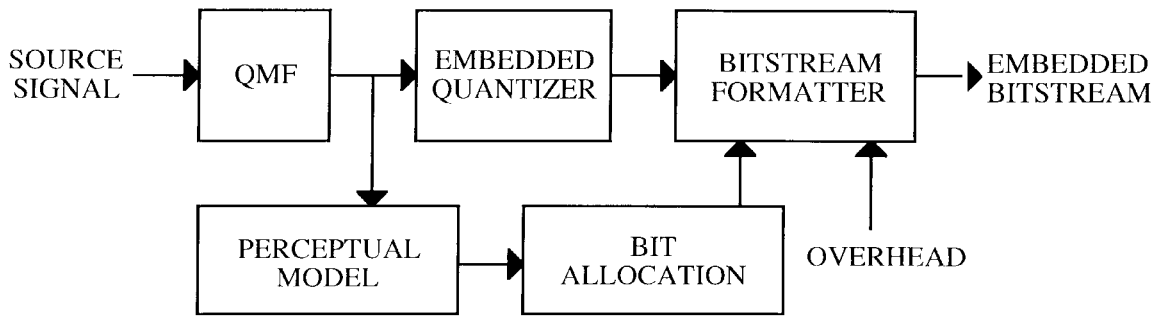 SOURCE
SIGNAL
QMF
EMBEDDED
QUANTIZER
BITSTREAM
FORMATTER
EMBEDDED
BITSTREAM
PERCEPTUAL
MODEL
BIT
ALLOCATION
OVERHEAD